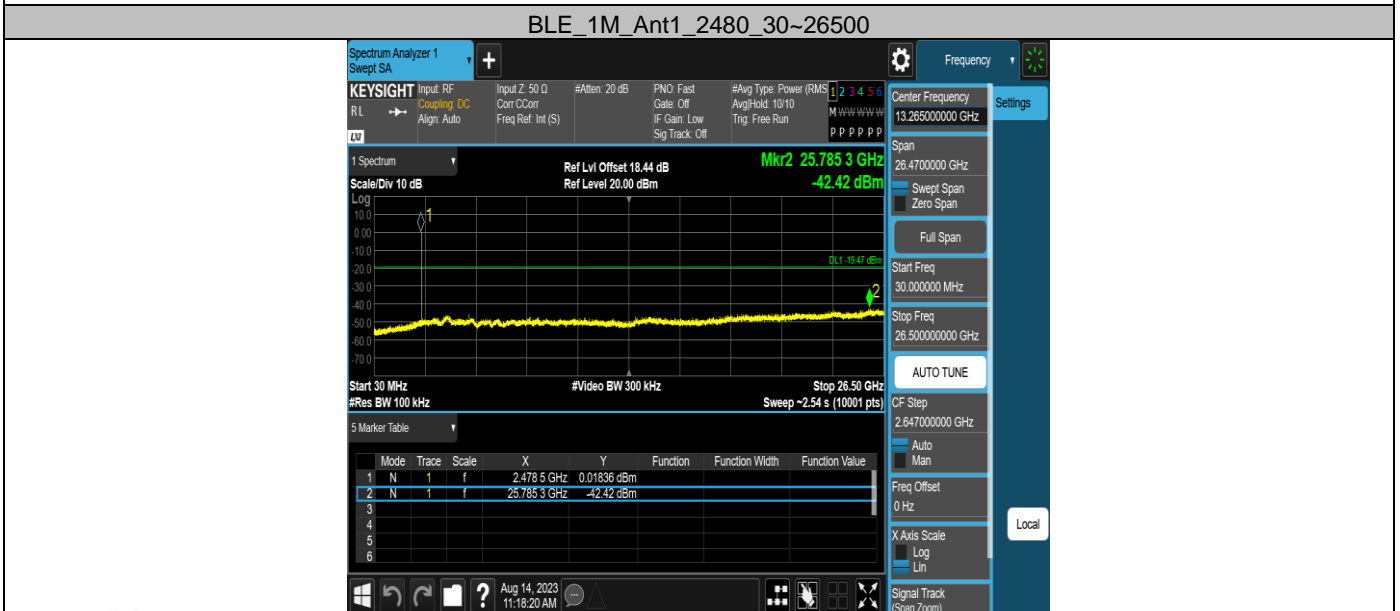 BLE_1M_Ant1_2480_30~26500
Spectrum Analyzer 1
Swept SA
+
Frequency
KEYSIGHT
RL
LXI
Input: RF
Coupling: DC
Align: Auto
Input Z: 50 Ω
Corr CCorr
Freq Ref: Int (S)
#Atten: 20 dB
PNO: Fast
Gate: Off
IF Gain: Low
Sig Track: Off
#Avg Type: Power (RMS
Avg|Hold: 10/10
Trig: Free Run
1 2 3 4 5 6
M W W W W W
P P P P P P
1 Spectrum
Scale/Div 10 dB
Ref Lvl Offset 18.44 dB
Ref Level 20.00 dBm
Mkr2 25.785 3 GHz
-42.42 dBm
Log
10.0
0.00
-10.0
-20.0
-30.0
-40.0
-50.0
-60.0
-70.0
1
DL1 -19.47 dBm
2
Start 30 MHz
#Video BW 300 kHz
Stop 26.50 GHz
#Res BW 100 kHz
Sweep ~2.54 s (10001 pts)
5 Marker Table
Mode Trace Scale X Y Function Function Width Function Value
1 N 1 f 2.478 5 GHz 0.01836 dBm
2 N 1 f 25.785 3 GHz -42.42 dBm
3
4
5
6
?
Aug 14, 2023
11:18:20 AM
Center Frequency
13.265000000 GHz
Settings
Span
26.4700000 GHz
Swept Span
Zero Span
Full Span
Start Freq
30.000000 MHz
Stop Freq
26.500000000 GHz
AUTO TUNE
CF Step
2.647000000 GHz
Auto
Man
Freq Offset
0 Hz
Local
X Axis Scale
Log
Lin
Signal Track
(Span Zoom)